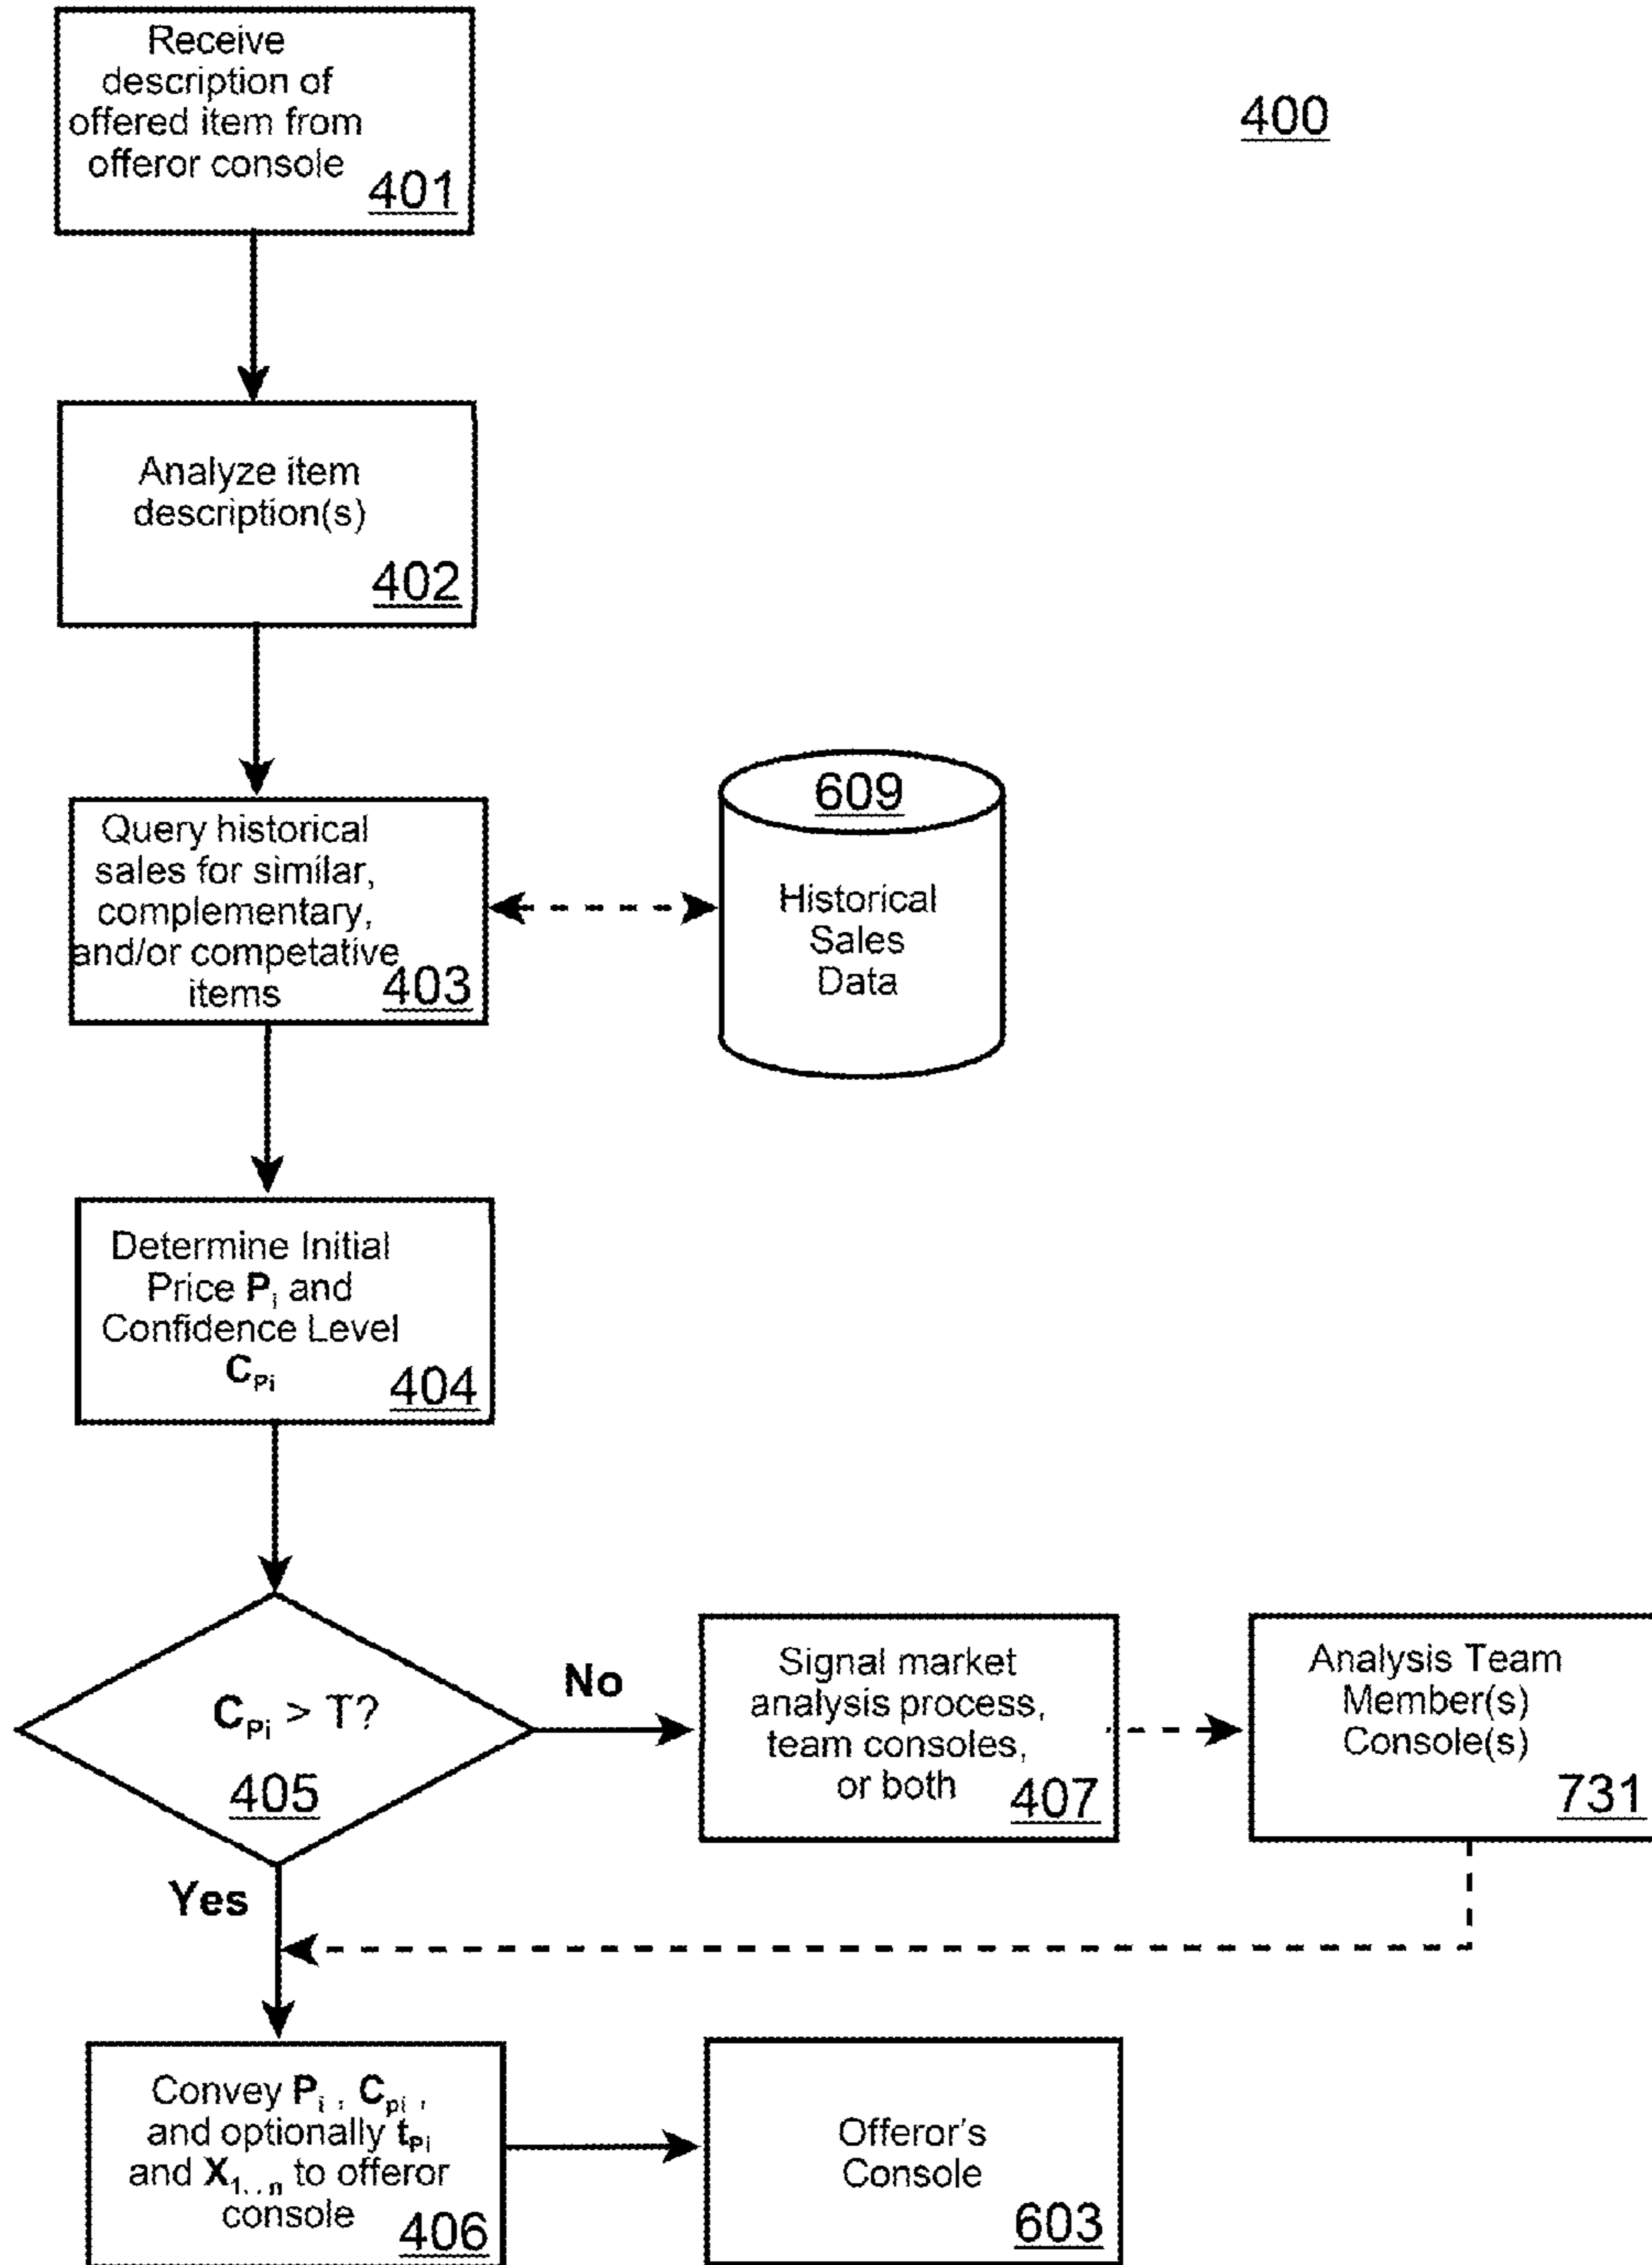 Receive
description of
offered item from
offeror console
401
400
Analyze item
description(s)
402
Query historical
sales for similar,
complementary,
and/or competative
items
403
609
Historical
Sales
Data
Determine Initial
Price Pi and
Confidence Level
CPi
404
CPi > T?
405
No
Yes
Signal market
analysis process,
team consoles,
or both
407
Analysis Team
Member(s)
Console(s)
731
Convey Pi , Cpi ,
and optionally tPi
and X1..n to offeror
console
406
Offeror's
Console
603